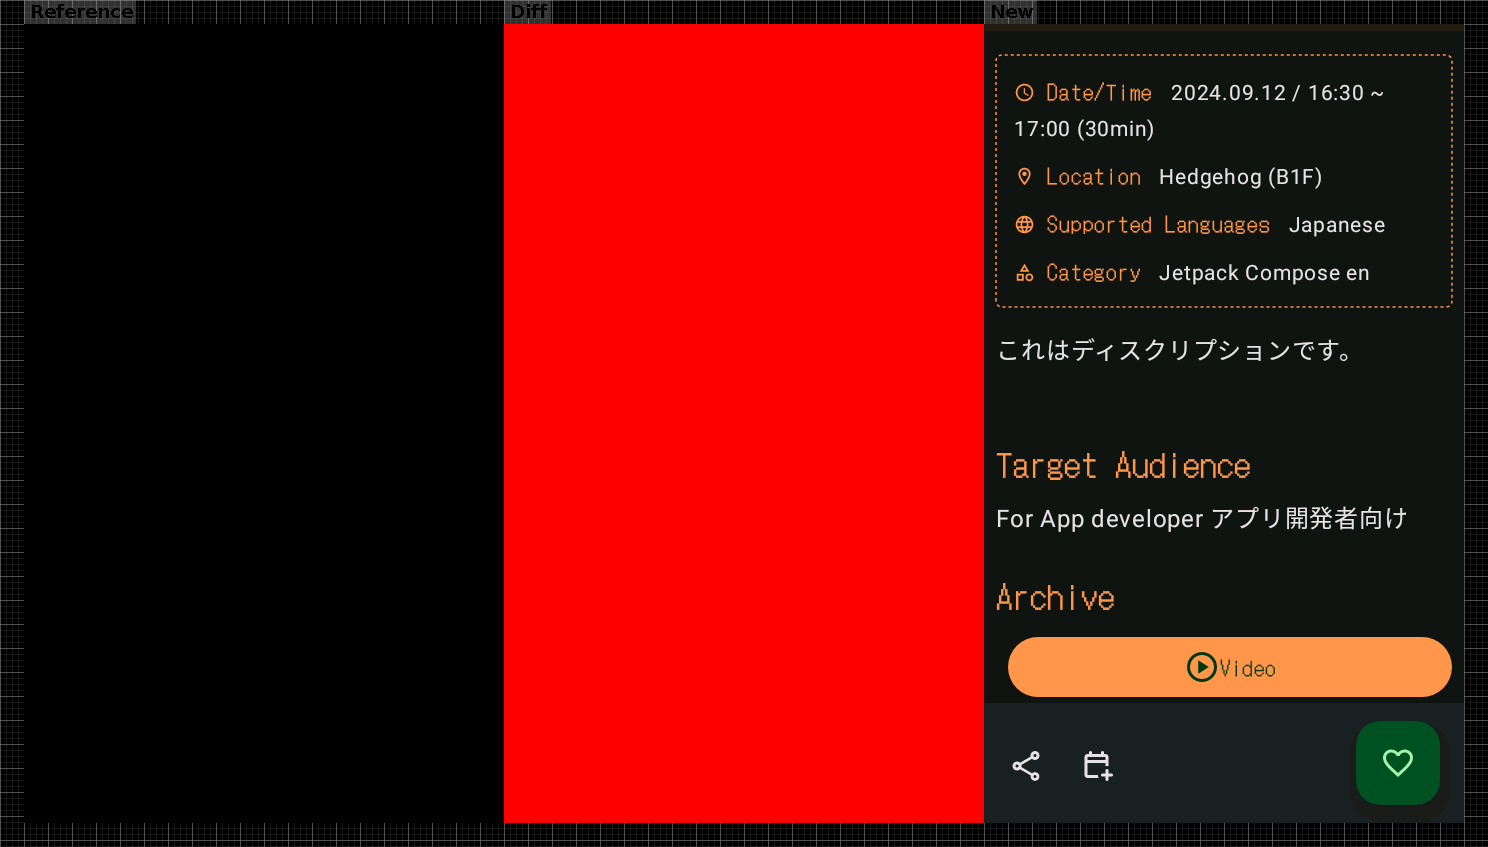 Reference
Diff
New
Date/Time 2024.09.12 / 16:30 ~
17:00 (30min)
Location Hedgehog (B1F)
Supported Languages Japanese
Category Jetpack Compose en
これはディスクリプションです。
Target Audience
For App developer アプリ開発者向け
Archive
Video